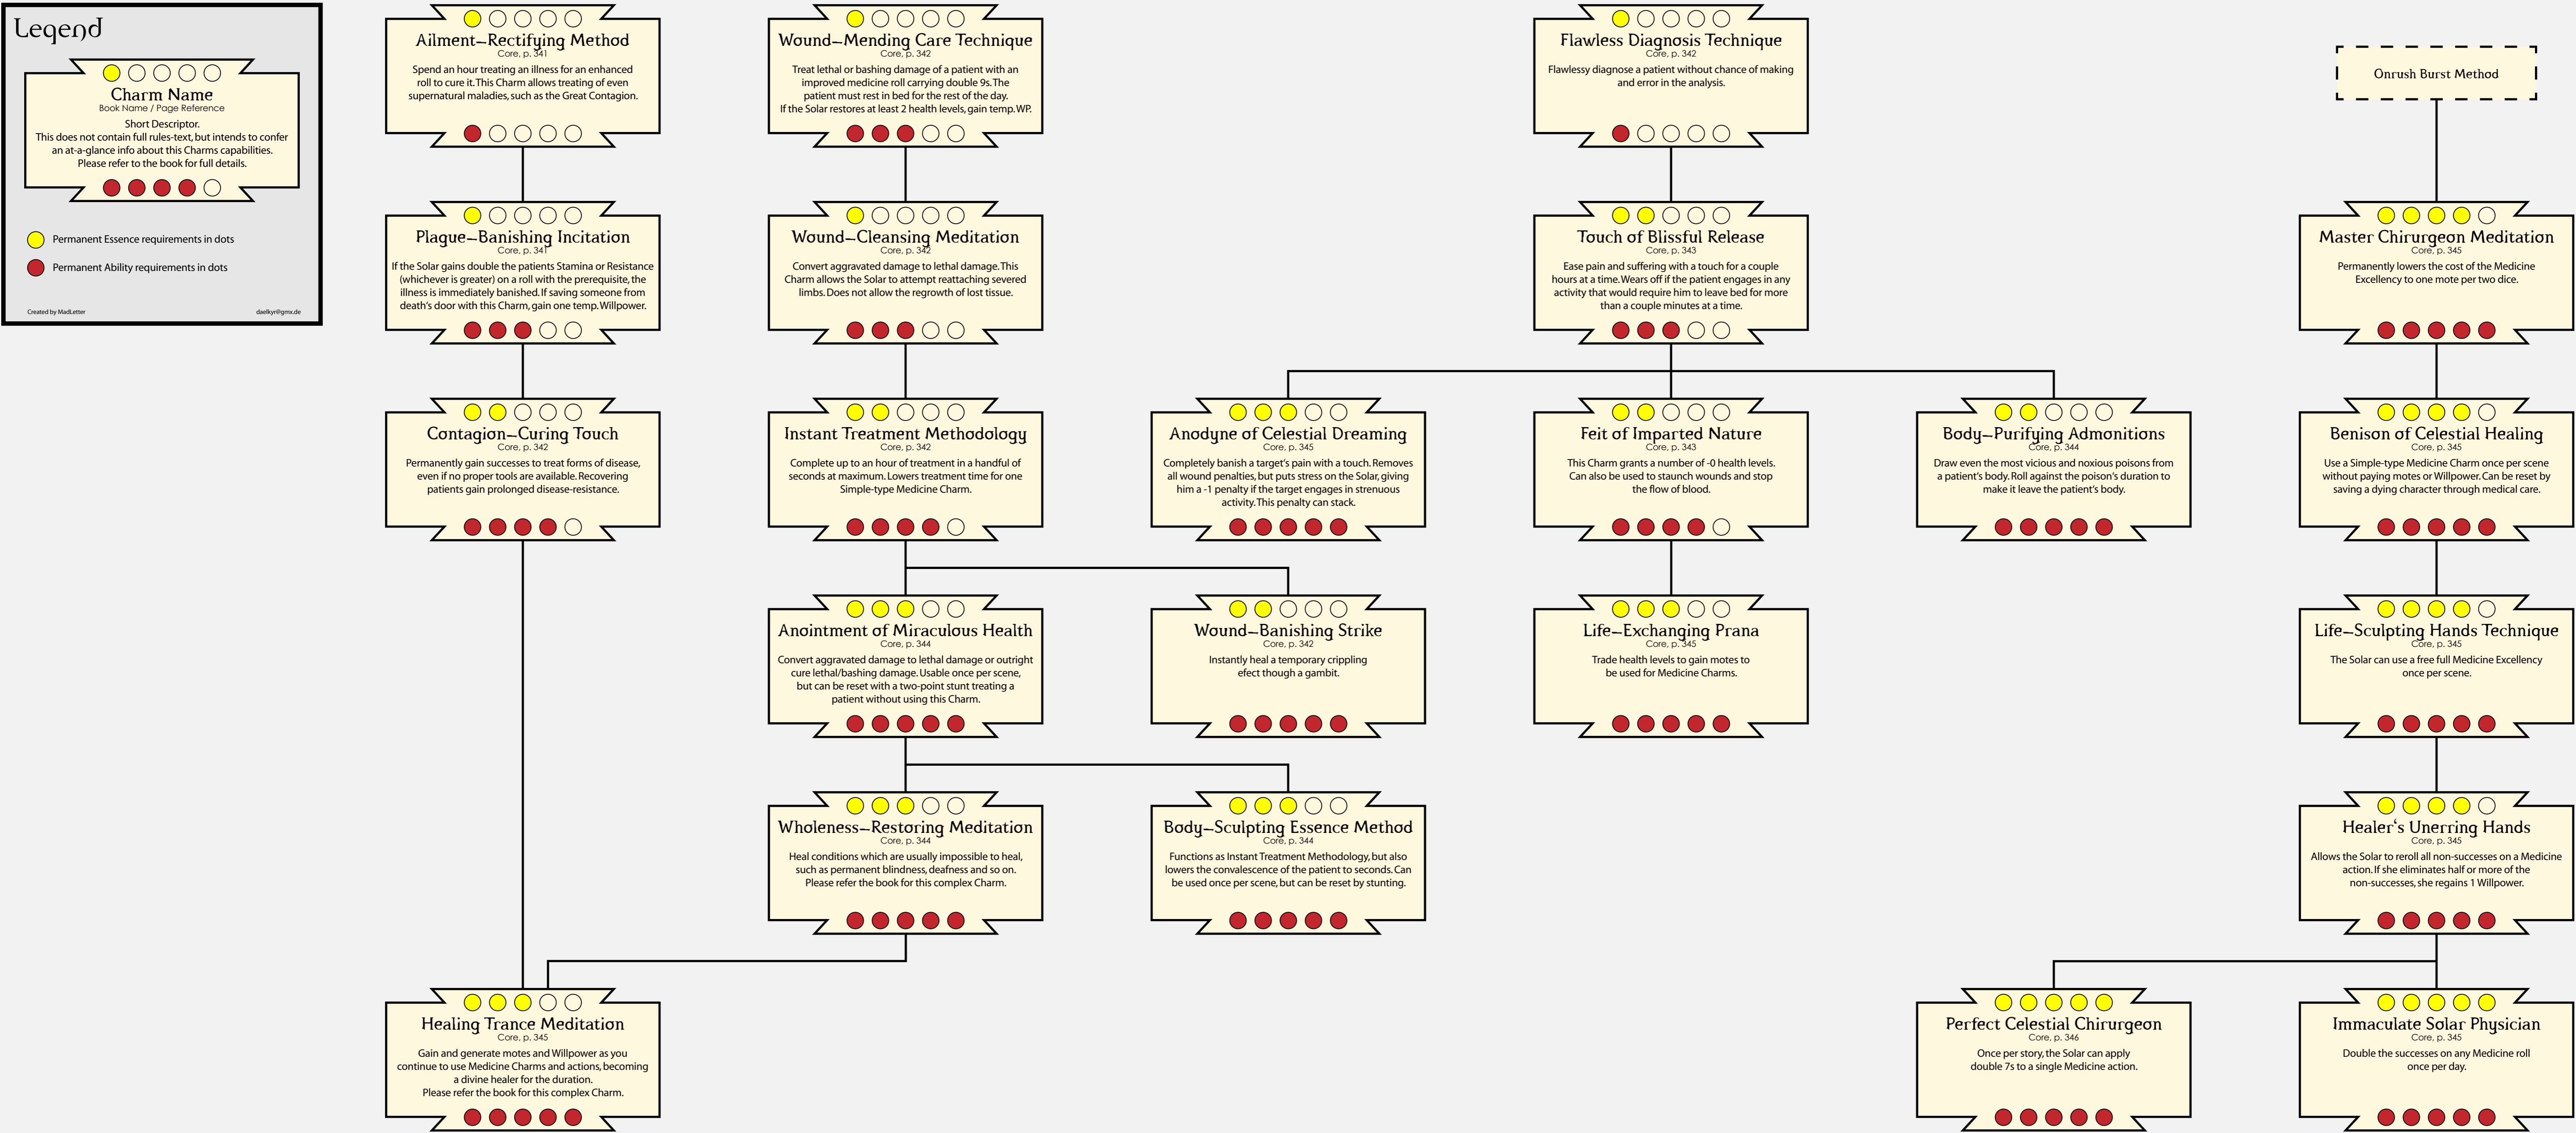 Legend
Charm Name
Book Name / Page Reference
Short Descriptor.
This does not contain full rules-text, but intends to confer
an at-a-glance info about this Charms capabilities.
Please refer to the book for full details.
Permanent Essence requirements in dots
Permanent Ability requirements in dots
Created by MadLetter
daelkyr@gmx.de
Ailment-Rectifying Method
Core, p. 341
Spend an hour treating an illness for an enhanced
roll to cure it. This Charm allows treating of even
supernatural maladies, such as the Great Contagion.
Wound-Mending Care Technique
Core, p. 342
Treat lethal or bashing damage of a patient with an
improved medicine roll carrying double 9s. The
patient must rest in bed for the rest of the day.
If the Solar restores at least 2 health levels, gain temp. WP.
Flawless Diagnosis Technique
Core, p. 342
Flawlessy diagnose a patient without chance of making
and error in the analysis.
Onrush Burst Method
Plague-Banishing Incitation
Core, p. 341
If the Solar gains double the patients Stamina or Resistance
(whichever is greater) on a roll with the prerequisite, the
illness is immediately banished. If saving someone from
death's door with this Charm, gain one temp. Willpower.
Wound-Cleansing Meditation
Core, p. 342
Convert aggravated damage to lethal damage. This
Charm allows the Solar to attempt reattaching severed
limbs. Does not allow the regrowth of lost tissue.
Touch of Blissful Release
Core, p. 343
Ease pain and suffering with a touch for a couple
hours at a time. Wears off if the patient engages in any
activity that would require him to leave bed for more
than a couple minutes at a time.
Master Chirurgeon Meditation
Core, p. 345
Permanently lowers the cost of the Medicine
Excellency to one mote per two dice.
Contagion-Curing Touch
Core, p. 342
Permanently gain successes to treat forms of disease,
even if no proper tools are available. Recovering
patients gain prolonged disease-resistance.
Instant Treatment Methodology
Core, p. 342
Complete up to an hour of treatment in a handful of
seconds at maximum. Lowers treatment time for one
Simple-type Medicine Charm.
Anodyne of Celestial Dreaming
Core, p. 345
Completely banish a target's pain with a touch. Removes
all wound penalties, but puts stress on the Solar, giving
him a -1 penalty if the target engages in strenuous
activity. This penalty can stack.
Feit of Imparted Nature
Core, p. 343
This Charm grants a number of -0 health levels.
Can also be used to staunch wounds and stop
the flow of blood.
Body-Purifying Admonitions
Core, p. 344
Draw even the most vicious and noxious poisons from
a patient's body. Roll against the poison's duration to
make it leave the patient's body.
Benison of Celestial Healing
Core, p. 345
Use a Simple-type Medicine Charm once per scene
without paying motes or Willpower. Can be reset by
saving a dying character through medical care.
Anointment of Miraculous Health
Core, p. 344
Convert aggravated damage to lethal damage or outright
cure lethal/bashing damage. Usable once per scene,
but can be reset with a two-point stunt treating a
patient without using this Charm.
Wound-Banishing Strike
Core, p. 342
Instantly heal a temporary crippling
efect though a gambit.
Life-Exchanging Prana
Core, p. 345
Trade health levels to gain motes to
be used for Medicine Charms.
Life-Sculpting Hands Technique
Core, p. 345
The Solar can use a free full Medicine Excellency
once per scene.
Wholeness-Restoring Meditation
Core, p. 344
Heal conditions which are usually impossible to heal,
such as permanent blindness, deafness and so on.
Please refer the book for this complex Charm.
Body-Sculpting Essence Method
Core, p. 344
Functions as Instant Treatment Methodology, but also
lowers the convalescence of the patient to seconds. Can
be used once per scene, but can be reset by stunting.
Healer's Unerring Hands
Core, p. 345
Allows the Solar to reroll all non-successes on a Medicine
action. If she eliminates half or more of the
non-successes, she regains 1 Willpower.
Healing Trance Meditation
Core, p. 345
Gain and generate motes and Willpower as you
continue to use Medicine Charms and actions, becoming
a divine healer for the duration.
Please refer the book for this complex Charm.
Perfect Celestial Chirurgeon
Core, p. 346
Once per story, the Solar can apply
double 7s to a single Medicine action.
Immaculate Solar Physician
Core, p. 345
Double the successes on any Medicine roll
once per day.